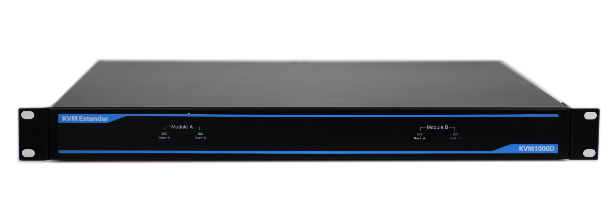 KVM Extender
Module A
Module B
KVM1000D